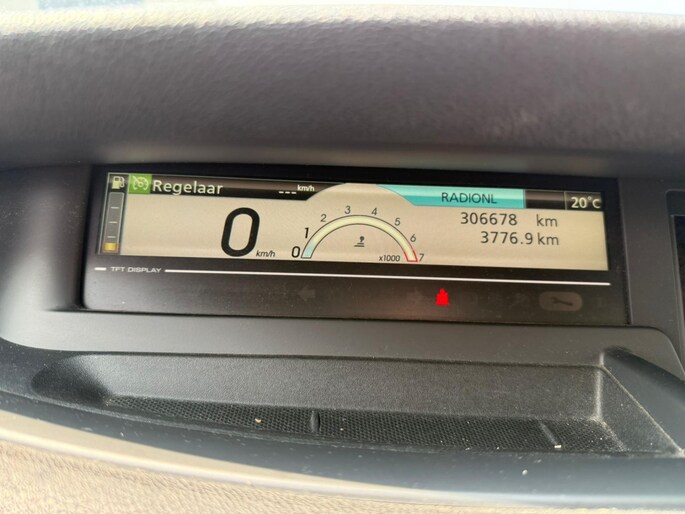 Regelaar ---km/h
RADIONL
20°C
0 km/h
0 1 2 3 4 5 6 7
x1000
306678 km
3776.9 km
TFT DISPLAY